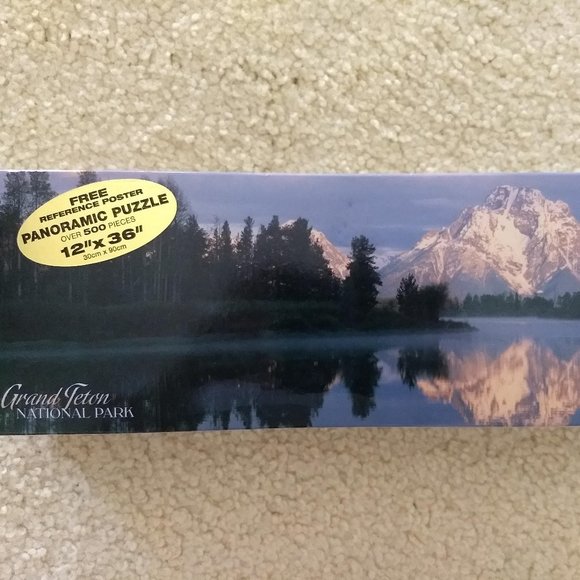 FREE
REFERENCE POSTER
PANORAMIC PUZZLE
OVER 500 PIECES
12" x 36"
30cm x 90cm
Grand Teton
NATIONAL PARK